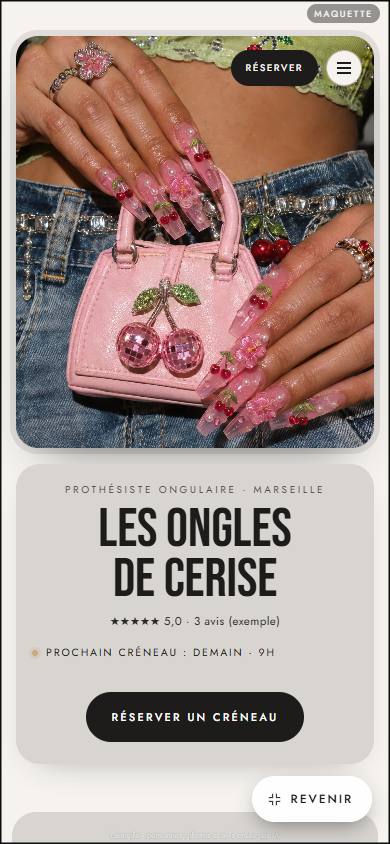 MAQUETTE
RÉSERVER
PROTHÉSISTE ONGULAIRE · MARSEILLE
LES ONGLES
DE CERISE
★★★★★ 5,0 · 3 avis (exemple)
PROCHAIN CRÉNEAU : DEMAIN · 9H
RÉSERVER UN CRÉNEAU
REVENIR